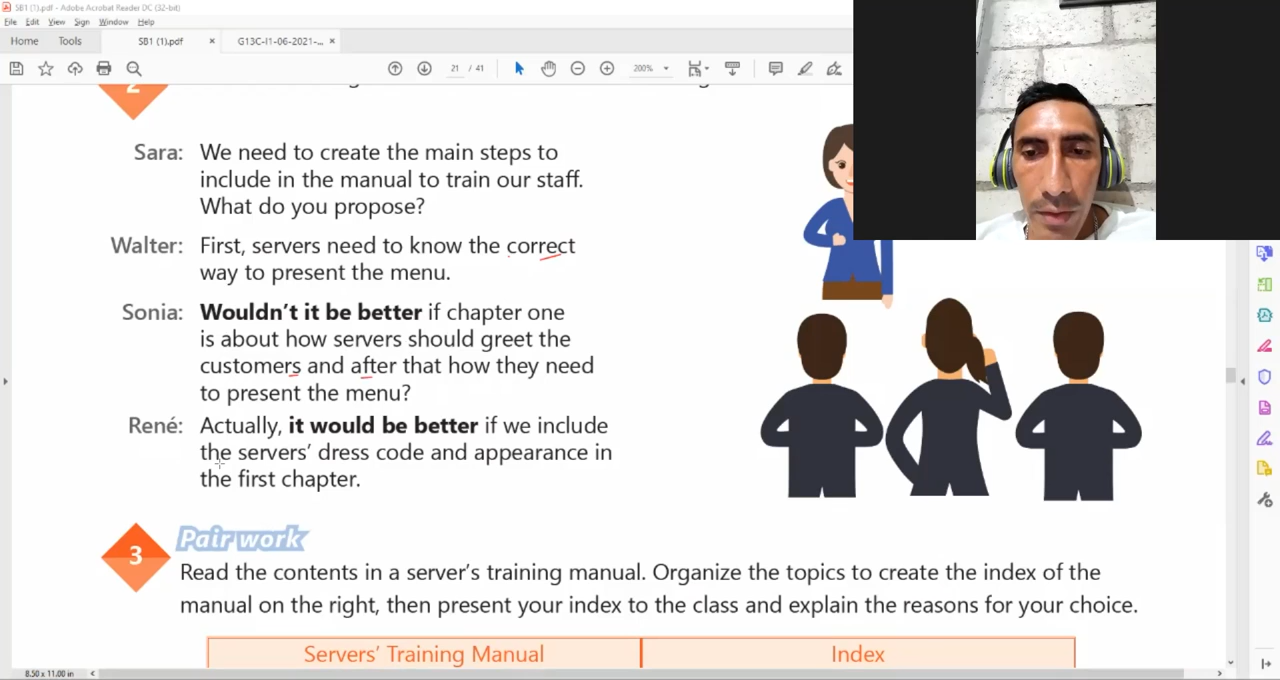 SB1 (1).pdf - Adobe Acrobat Reader DC (32-bit)
File Edit View Sign Window Help
Home Tools SB1 (1).pdf × G13C-I1-06-2021-... ×
21 / 41 200%
2
Sara: We need to create the main steps to
include in the manual to train our staff.
What do you propose?
Walter: First, servers need to know the correct
way to present the menu.
Sonia: Wouldn't it be better if chapter one
is about how servers should greet the
customers and after that how they need
to present the menu?
René: Actually, it would be better if we include
the servers' dress code and appearance in
the first chapter.
3 Pair work
Read the contents in a server's training manual. Organize the topics to create the index of the
manual on the right, then present your index to the class and explain the reasons for your choice.
Servers' Training Manual Index
8.50 x 11.00 in